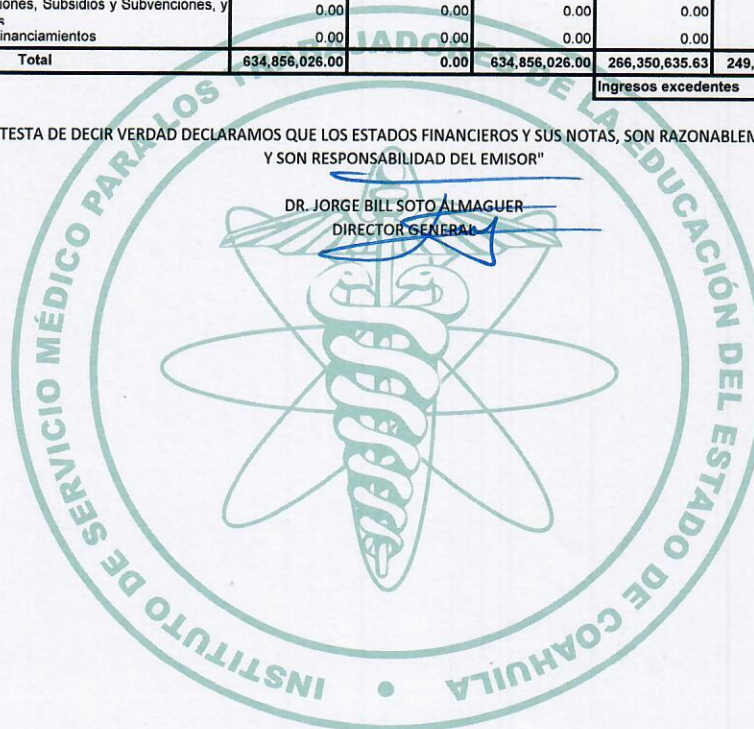 iones, Subsidios y Subvenciones, y 0.00 0.00 0.00 0.00
s
inanciamientos 0.00 0.00 0.00 0.00
Total 634,856,026.00 0.00 634,856,026.00 266,350,635.63 249,
Ingresos excedentes
TESTA DE DECIR VERDAD DECLARAMOS QUE LOS ESTADOS FINANCIEROS Y SUS NOTAS, SON RAZONABLEM
Y SON RESPONSABILIDAD DEL EMISOR"
DR. JORGE BILL SOTO ALMAGUER
DIRECTOR GENERAL
INSTITUTO DE SERVICIO MÉDICO PARA LOS TRABAJADORES DE LA EDUCACIÓN DEL ESTADO DE COAHUILA